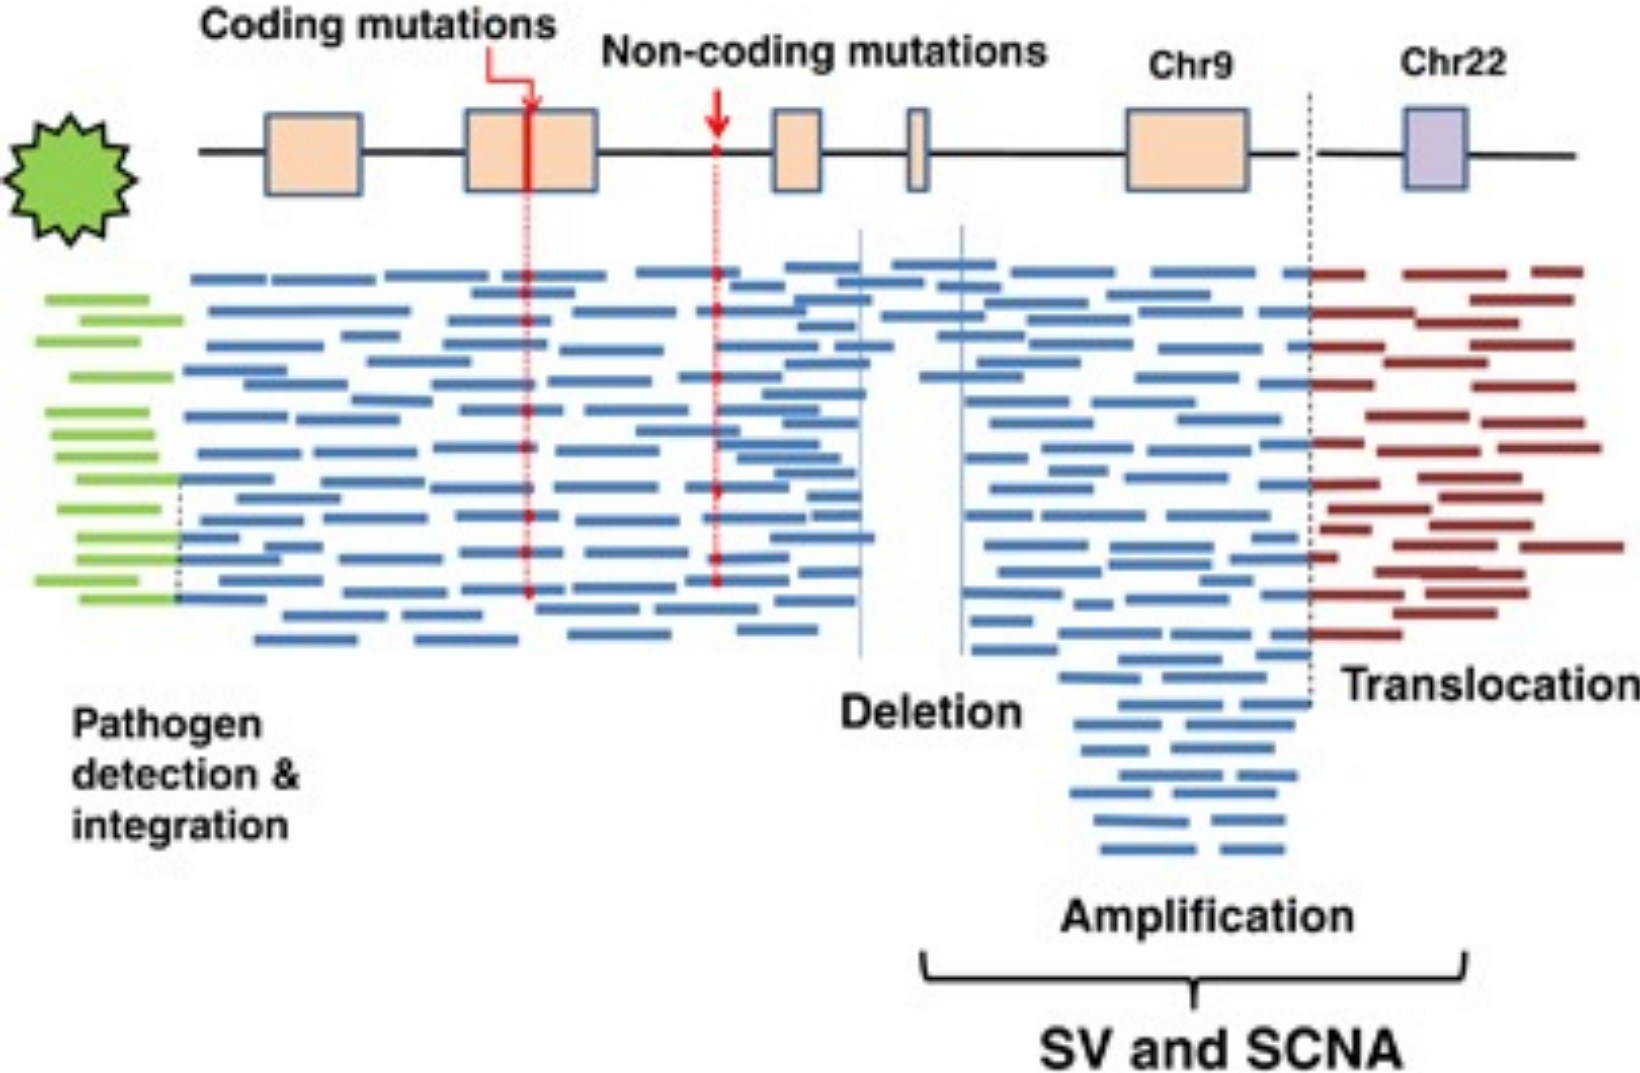 Coding mutations
Non-coding mutations
Chr9
Chr22
Pathogen
detection &
integration
Deletion
Translocation
Amplification
SV and SCNA